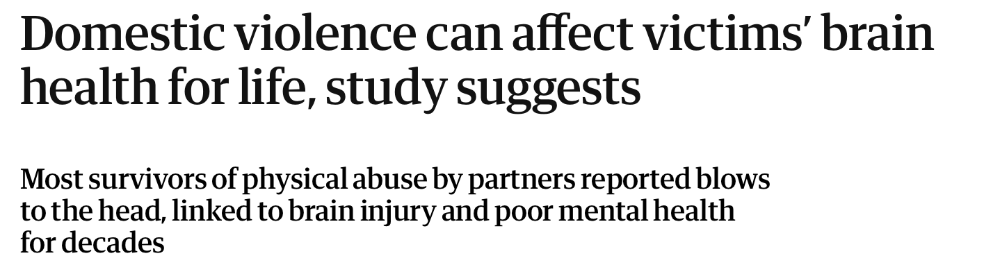 Domestic violence can affect victims’ brain
health for life, study suggests
Most survivors of physical abuse by partners reported blows
to the head, linked to brain injury and poor mental health
for decades